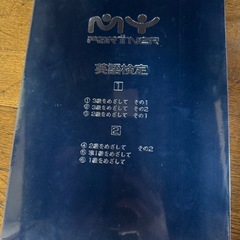 MY
PARTNER
英語検定
1
① 3級をめざして その1
② 3級をめざして その2
③ 2級をめざして その1
2
④ 2級をめざして その2
⑤ 準1級をめざして
⑥ 1級をめざして